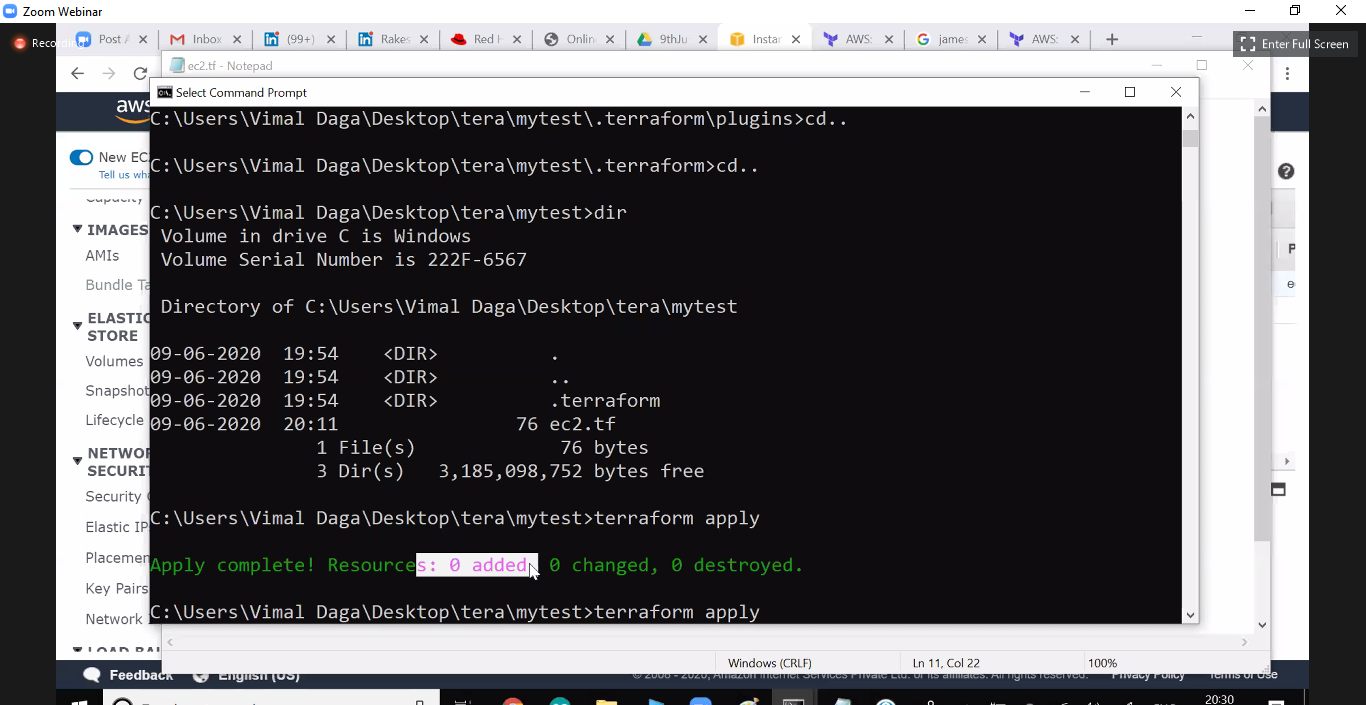 Zoom Webinar
Recording
Post A
Inbox
(99+)
Rakes
Red H
Onlin
9thJu
Instar
AWS:
james
AWS:
Enter Full Screen
ec2.tf - Notepad
Select Command Prompt
aws
New EC
Tell us wha
Capacity
IMAGES
AMIs
Bundle Ta
ELASTIC
STORE
Volumes
Snapshot
Lifecycle
NETWOR
SECURIT
Security
Elastic IP
Placemen
Key Pairs
Network
LOAD BA
C:\Users\Vimal Daga\Desktop\tera\mytest\.terraform\plugins>cd..
C:\Users\Vimal Daga\Desktop\tera\mytest\.terraform>cd..
C:\Users\Vimal Daga\Desktop\tera\mytest>dir
Volume in drive C is Windows
Volume Serial Number is 222F-6567
Directory of C:\Users\Vimal Daga\Desktop\tera\mytest
09-06-2020 19:54 <DIR> .
09-06-2020 19:54 <DIR> ..
09-06-2020 19:54 <DIR> .terraform
09-06-2020 20:11 76 ec2.tf
1 File(s) 76 bytes
3 Dir(s) 3,185,098,752 bytes free
C:\Users\Vimal Daga\Desktop\tera\mytest>terraform apply
Apply complete! Resources: 0 added, 0 changed, 0 destroyed.
C:\Users\Vimal Daga\Desktop\tera\mytest>terraform apply
Windows (CRLF) Ln 11, Col 22 100%
Feedback English (US) © 2008 - 2020, Amazon Internet Services Private Ltd. or its affiliates. All rights reserved. Privacy Policy Terms of Use
20:30